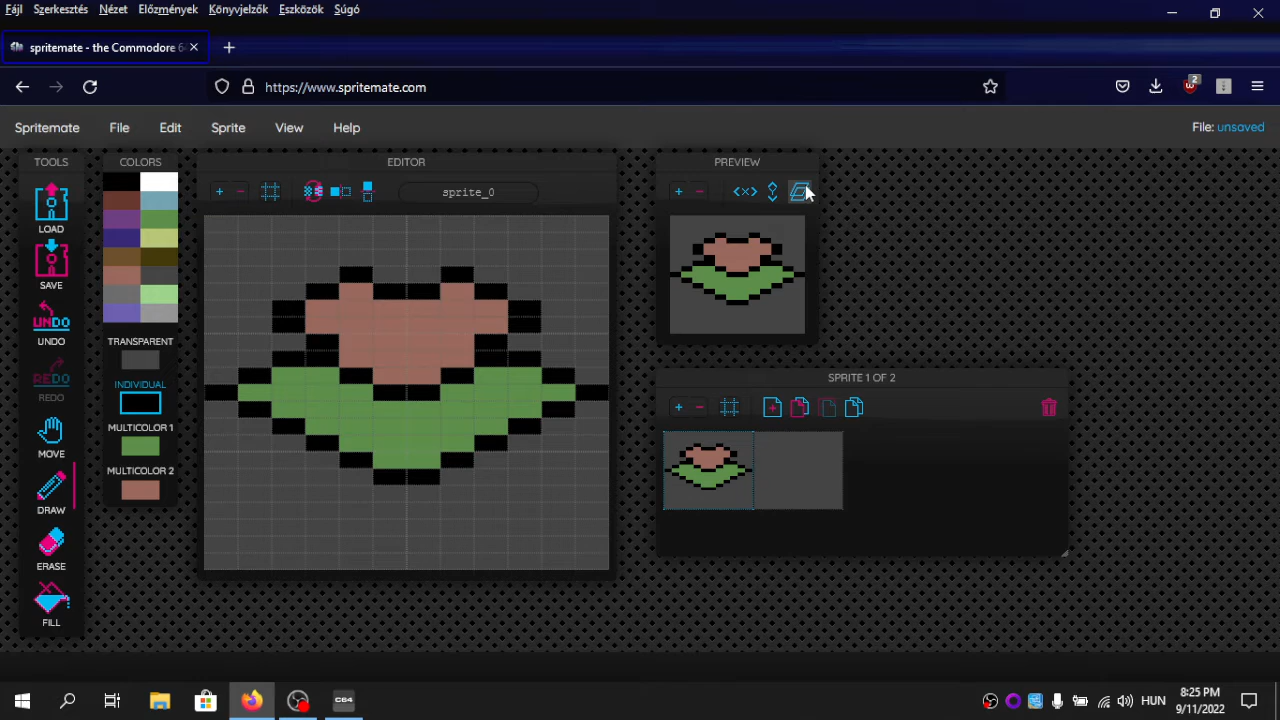 Fájl Szerkesztés Nézet Előzmények Könyvjelzők Eszközök Súgó
spritemate - the Commodore 6
https://www.spritemate.com
2
Spritemate File Edit Sprite View Help File: unsaved
TOOLS COLORS EDITOR PREVIEW
sprite_0
LOAD
SAVE
UNDO
UNDO
TRANSPARENT
REDO
REDO
INDIVIDUAL
SPRITE 1 OF 2
MULTICOLOR 1
MOVE
MULTICOLOR 2
DRAW
ERASE
FILL
C64
HUN
8:25 PM
9/11/2022